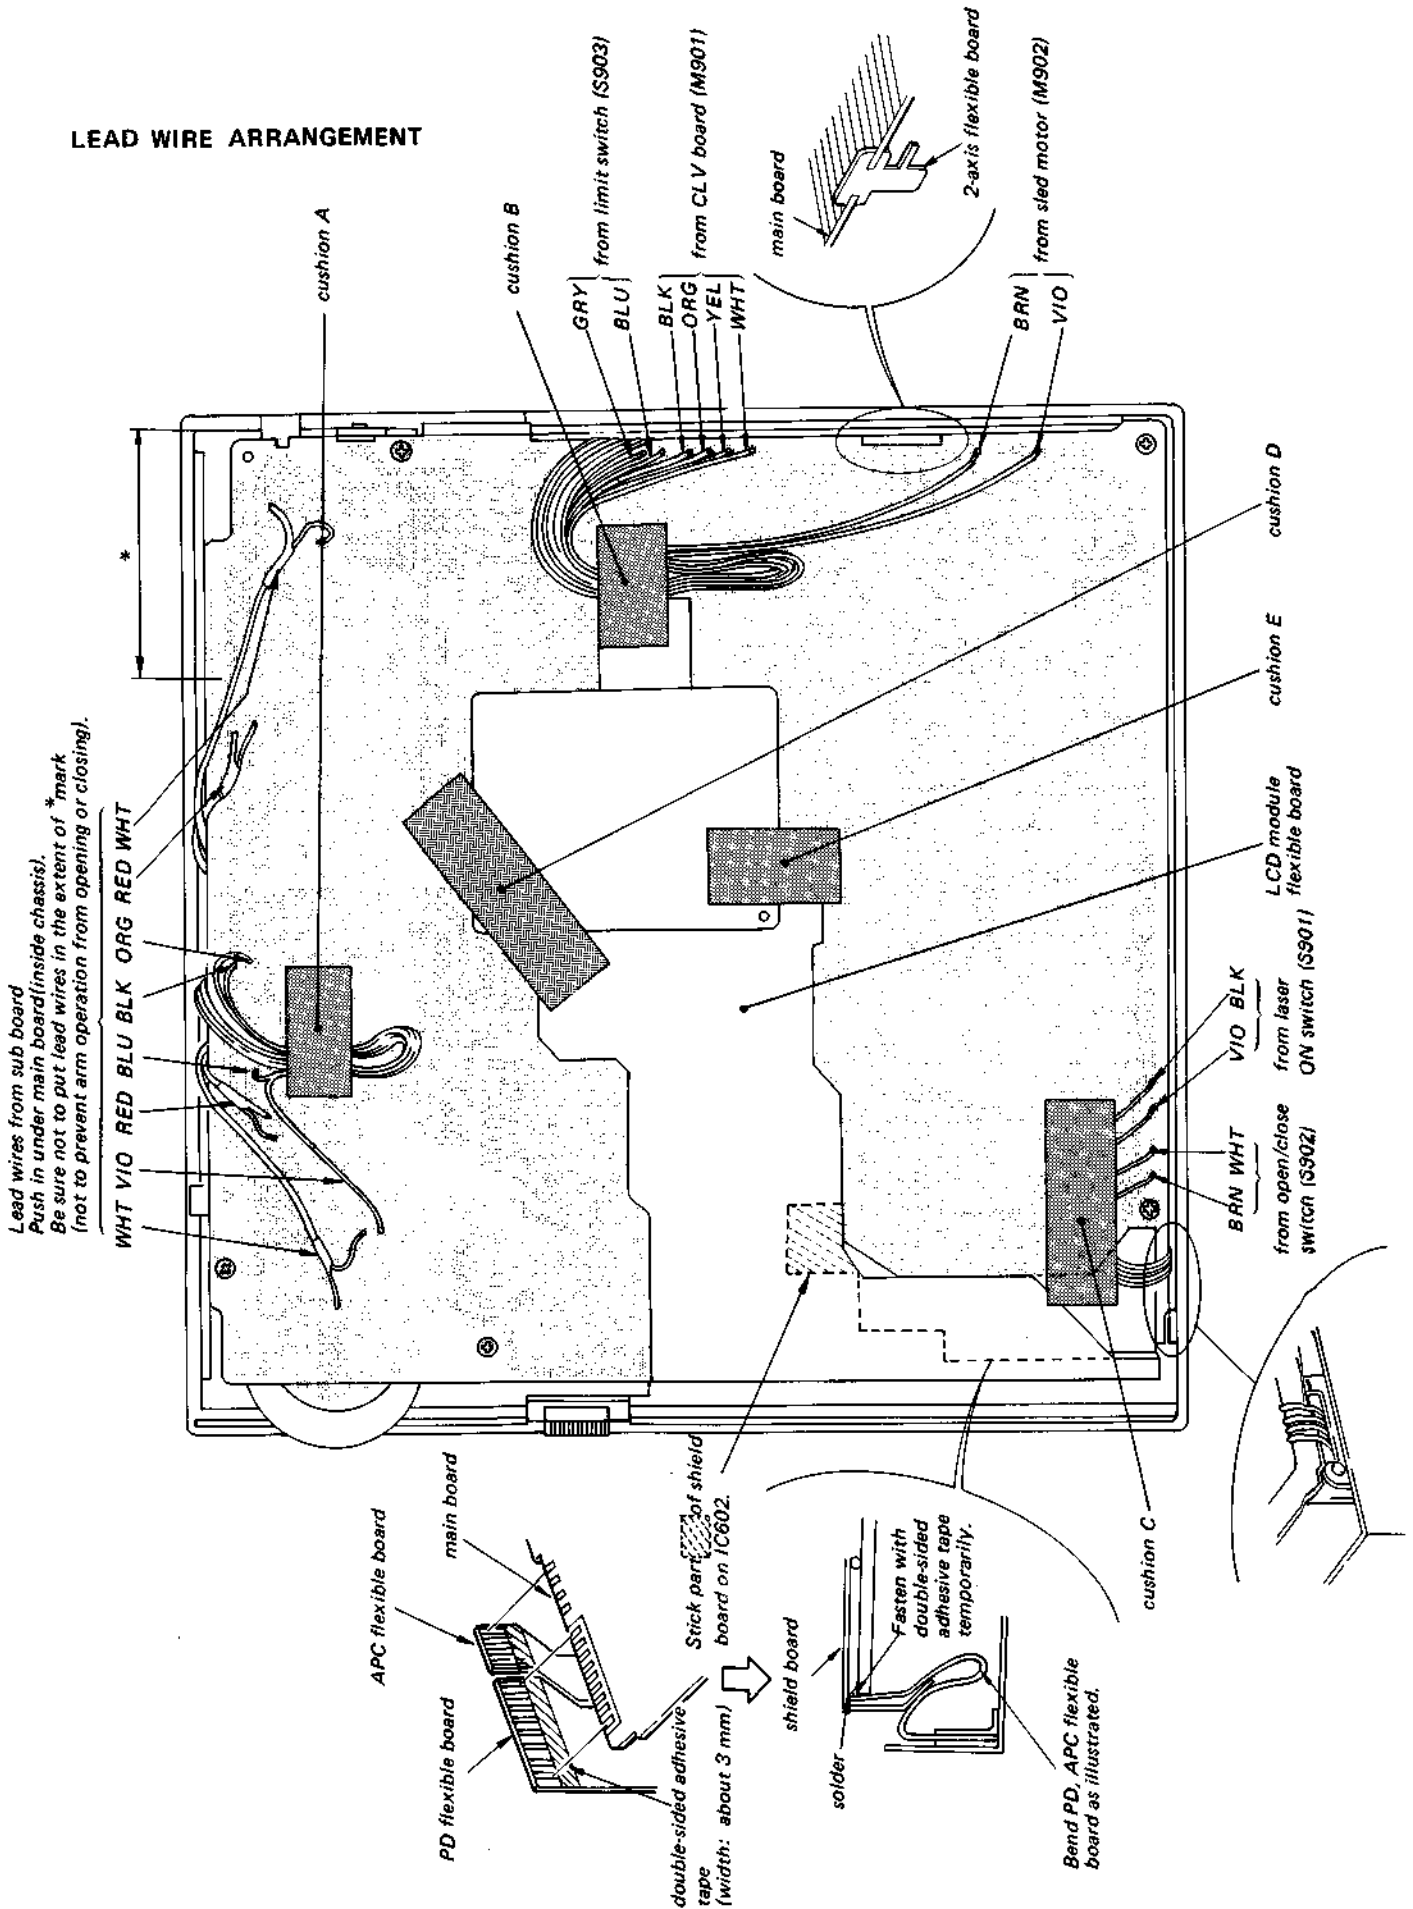 LEAD WIRE ARRANGEMENT
Lead wires from sub board
Push in under main board(inside chassis).
Be sure not to put lead wires in the extent of *mark
(not to prevent arm operation from opening or closing).
WHT VIO RED BLU BLK ORG RED WHT
*
cushion A
cushion B
GRY
BLU
from limit switch (S903)
BLK
ORG
YEL
WHT
from CLV board (M901)
main board
2-axis flexible board
BRN
VIO
from sled motor (M902)
cushion D
cushion E
LCD module
flexible board
VIO BLK
from laser
ON switch (S901)
BRN WHT
from open/close
switch (S902)
cushion C
APC flexible board
main board
PD flexible board
double-sided adhesive
tape
(width: about 3 mm)
Stick part of shield
board on IC602.
shield board
solder
Fasten with
double-sided
adhesive tape
temporarily.
Bend PD, APC flexible
board as illustrated.